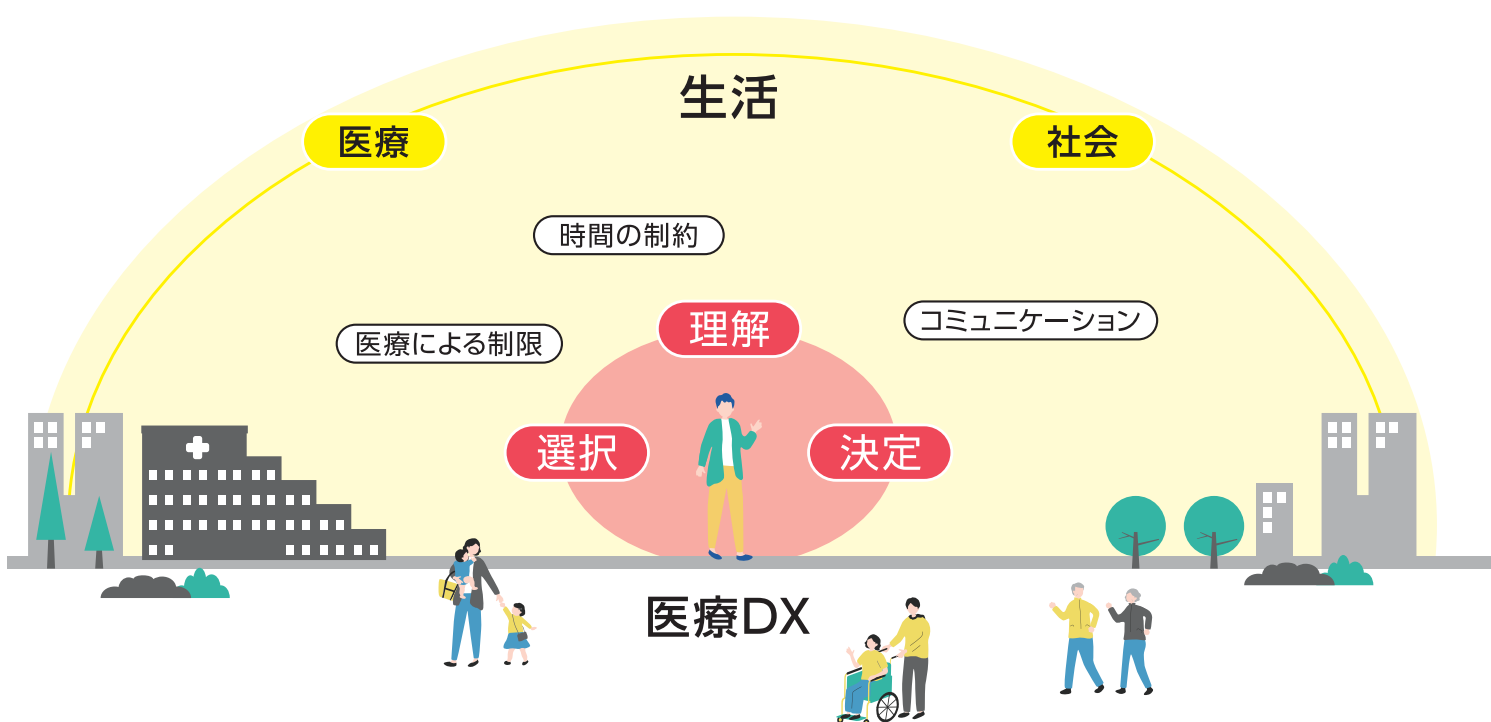 生活
医療
社会
時間の制約
コミュニケーション
医療による制限
理解
選択
決定
医療DX